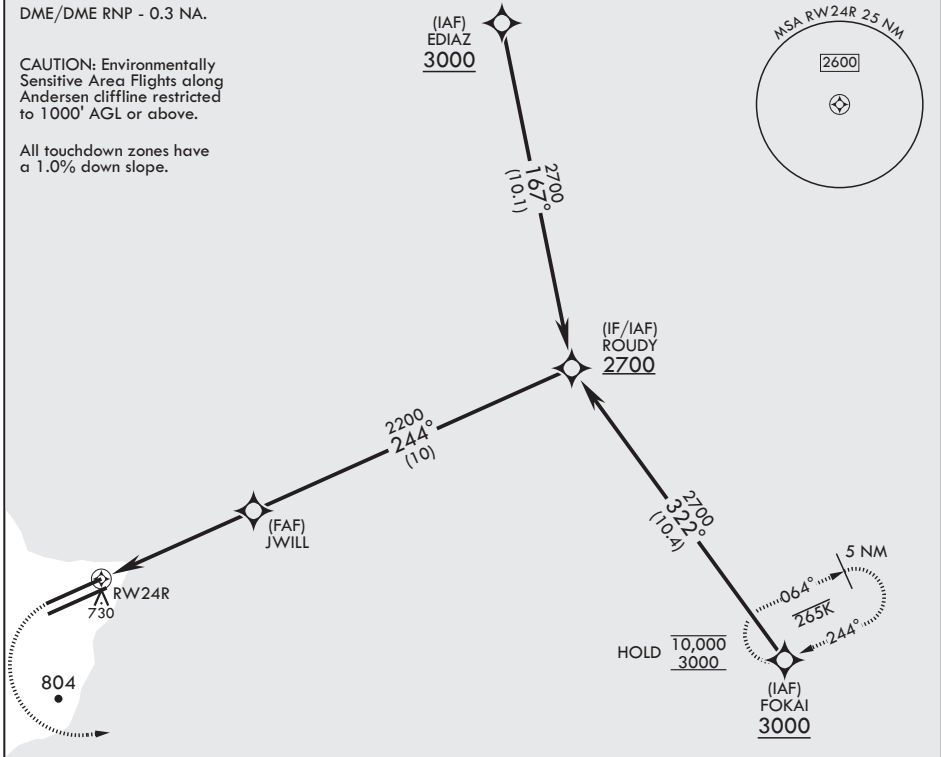 DME/DME RNP - 0.3 NA.
CAUTION: Environmentally
Sensitive Area Flights along
Andersen cliffline restricted
to 1000' AGL or above.
All touchdown zones have
a 1.0% down slope.
(IAF)
EDIAZ
3000
MSA RW24R 25 NM
2600
2700
167°
(10.1)
(IF/IAF)
ROUDY
2700
2200
244°
(10)
(FAF)
JWILL
2700
322°
(10.4)
5 NM
064°
265K
244°
HOLD 10,000
3000
(IAF)
FOKAI
3000
RW24R
730
804